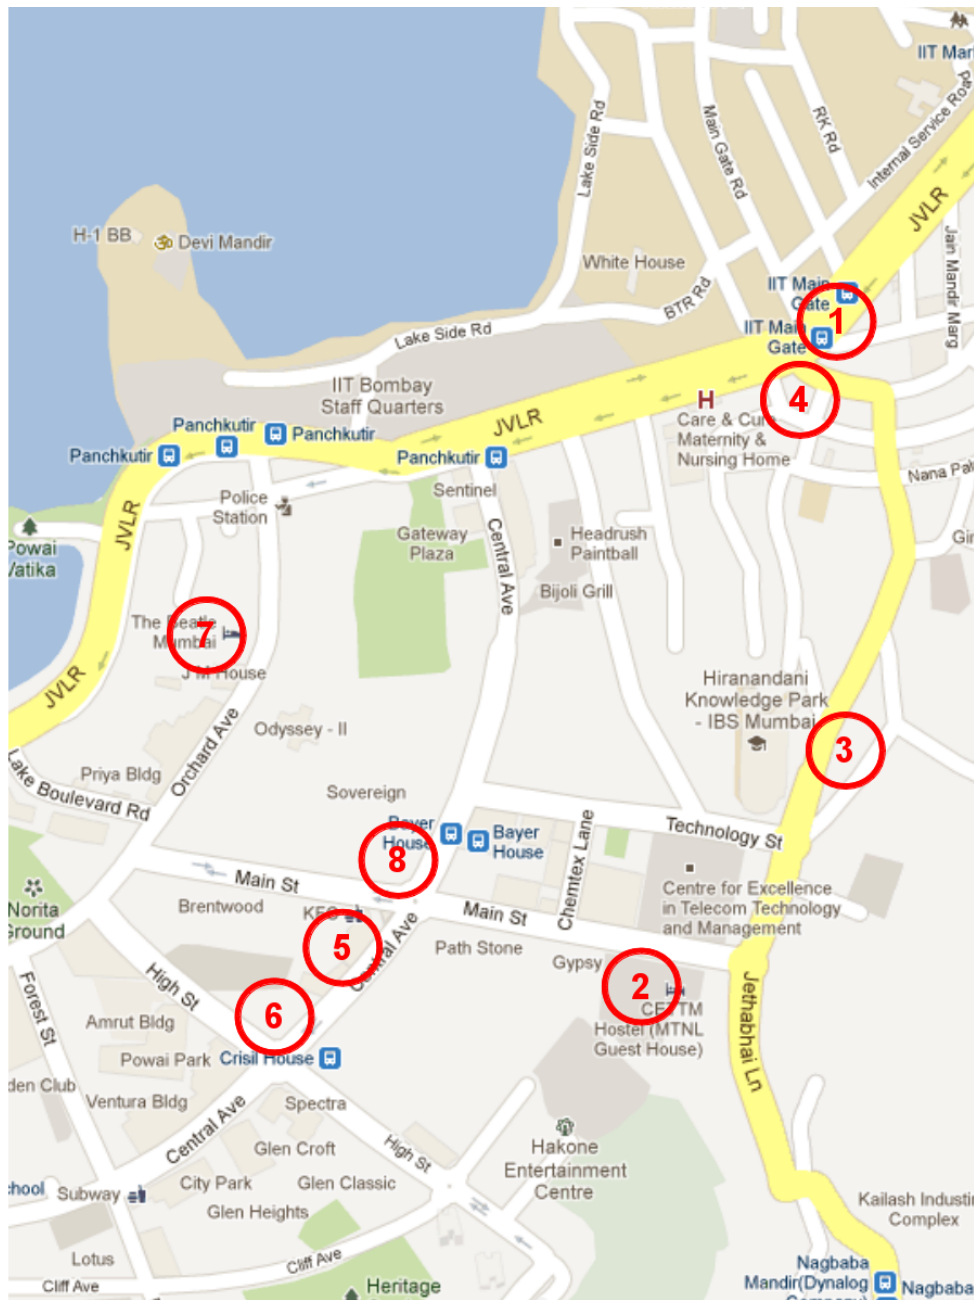 IIT Mar
Lake Side Rd
Main Gate Rd
RK Rd
Internal Service Road
JVLR
H-1 BB
Devi Mandir
White House
IIT Main
Gate
BTR Rd
Jan Mandir Marg
1
IIT Main
Gate
Lake Side Rd
IIT Bombay
Staff Quarters
4
H
Care & Cure
Maternity &
Nursing Home
JVLR
Panchkutir
Panchkutir
Panchkutir
Panchkutir
Nana Pa
Sentinel
Police
Station
JVLR
Central Ave
Gateway
Plaza
Headrush
Paintball
Gir
Powai
Vatika
Bijoli Grill
The Beatle
Mumbai
7
J M House
JVLR
Hiranandani
Knowledge Park
- IBS Mumbai
Odyssey - II
Orchard Ave
3
Priya Bldg
Lake Boulevard Rd
Sovereign
Bayer
House
Bayer
House
Technology St
Chemtex Lane
8
Main St
Centre for Excellence
in Telecom Technology
and Management
Norita
Ground
Brentwood
KFC
Main St
5
Central Ave
Path Stone
Gypsy
2
High St
6
CETTM
Hostel (MTNL
Guest House)
Jethabhai Ln
Forest St
Amrut Bldg
Powai Park
Crisil House
den Club
Ventura Bldg
Spectra
Central Ave
Glen Croft
High St
Hakone
Entertainment
Centre
chool
Subway
City Park
Glen Classic
Glen Heights
Kailash Industri
Complex
Lotus
Cliff Ave
Cliff Ave
Heritage
Nagbaba
Mandir(Dynalog
Nagbaba